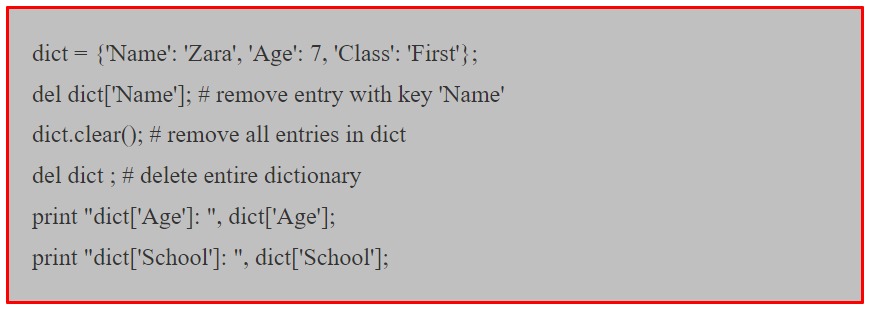 dict = {'Name': 'Zara', 'Age': 7, 'Class': 'First'};
del dict['Name']; # remove entry with key 'Name'
dict.clear(); # remove all entries in dict
del dict ; # delete entire dictionary
print "dict['Age']: ", dict['Age'];
print "dict['School']: ", dict['School'];